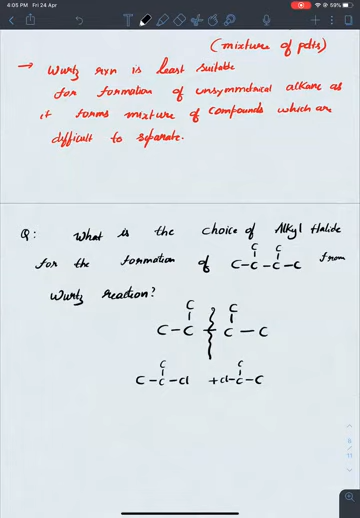 4:05 PM Fri 24 Apr
59%
(mixture of pdts)
→ Wurtz rxn is least suitable
for formation of unsymmetrical alkane as
it forms mixture of compounds which are
difficult to separate.
Q: What is the choice of Alkyl Halide
C C
for the formation of C-C-C-C from
Wurtz reaction?
C C
C-C-C-C
C C
C-C-Cl + Cl-C-C
6
/
11